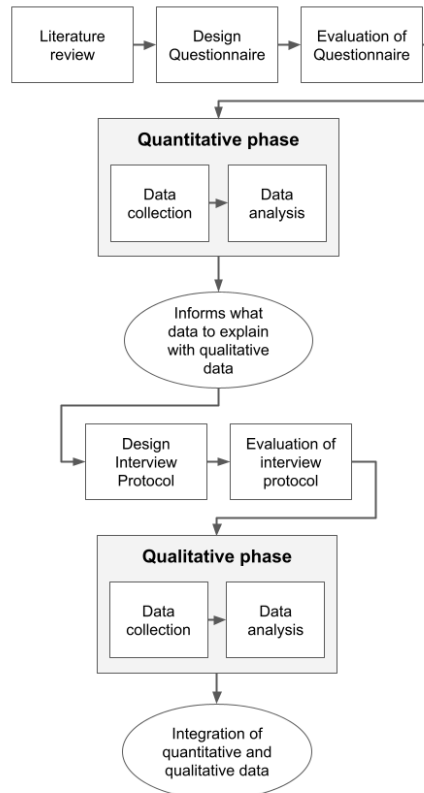 Literature
review
Design
Questionnaire
Evaluation of
Questionnaire
Quantitative phase
Data
collection
Data
analysis
Informs what
data to explain
with qualitative
data
Design
Interview
Protocol
Evaluation of
interview
protocol
Qualitative phase
Data
collection
Data
analysis
Integration of
quantitative and
qualitative data